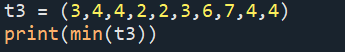 t3 = (3,4,4,2,2,3,6,7,4,4)
print(min(t3))